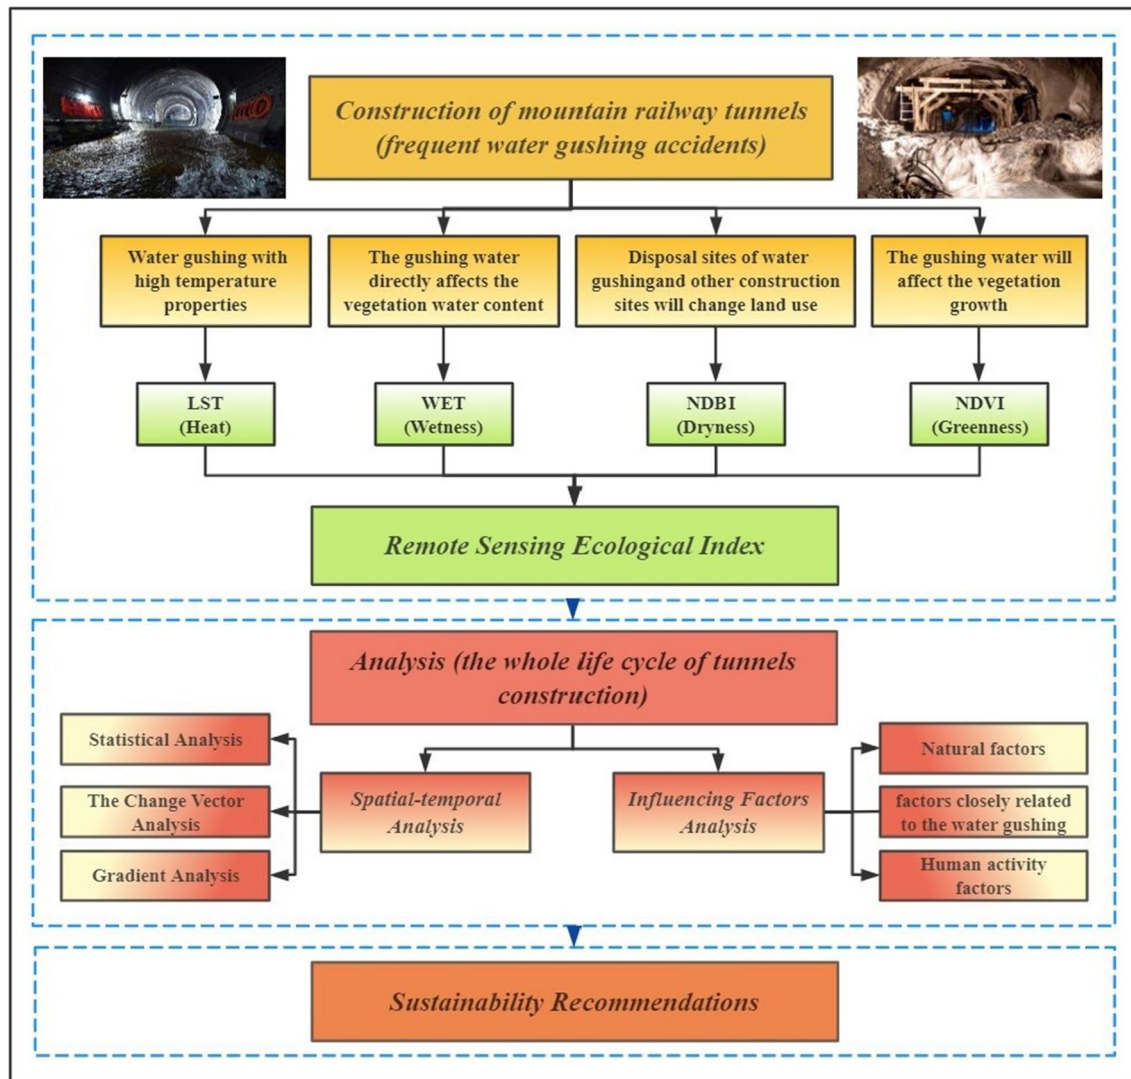 Construction of mountain railway tunnels
(frequent water gushing accidents)
Water gushing with
high temperature
properties
The gushing water
directly affects the
vegetation water content
Disposal sites of water
gushingand other construction
sites will change land use
The gushing water will
affect the vegetation
growth
LST
(Heat)
WET
(Wetness)
NDBI
(Dryness)
NDVI
(Greenness)
Remote Sensing Ecological Index
Analysis (the whole life cycle of tunnels
construction)
Statistical Analysis
The Change Vector
Analysis
Gradient Analysis
Spatial-temporal
Analysis
Influencing Factors
Analysis
Natural factors
factors closely related
to the water gushing
Human activity
factors
Sustainability Recommendations